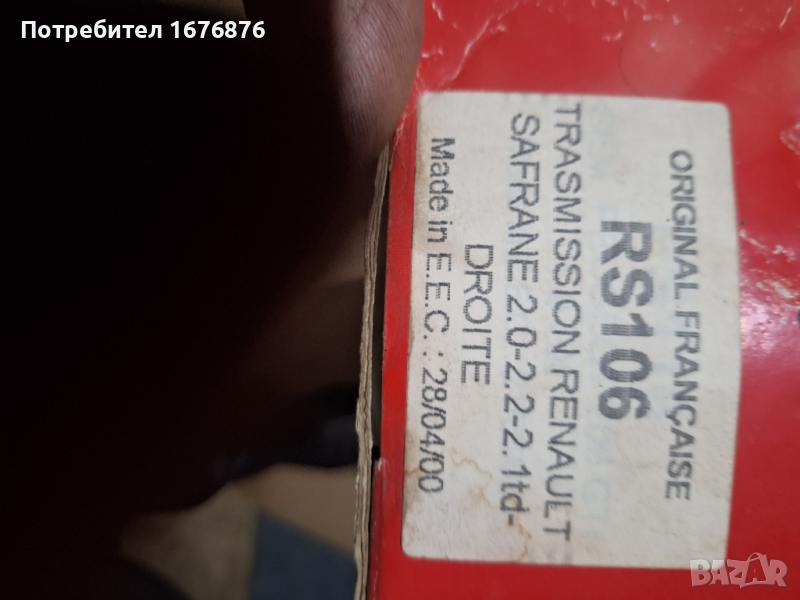 Потребител 1676876
ORIGINAL FRANÇAISE
RS106
TRASMISSION RENAULT
SAFRANE 2.0-2.2-2.1td-
DROITE
Made in E.E.C. : 28/04/00
BAZAR